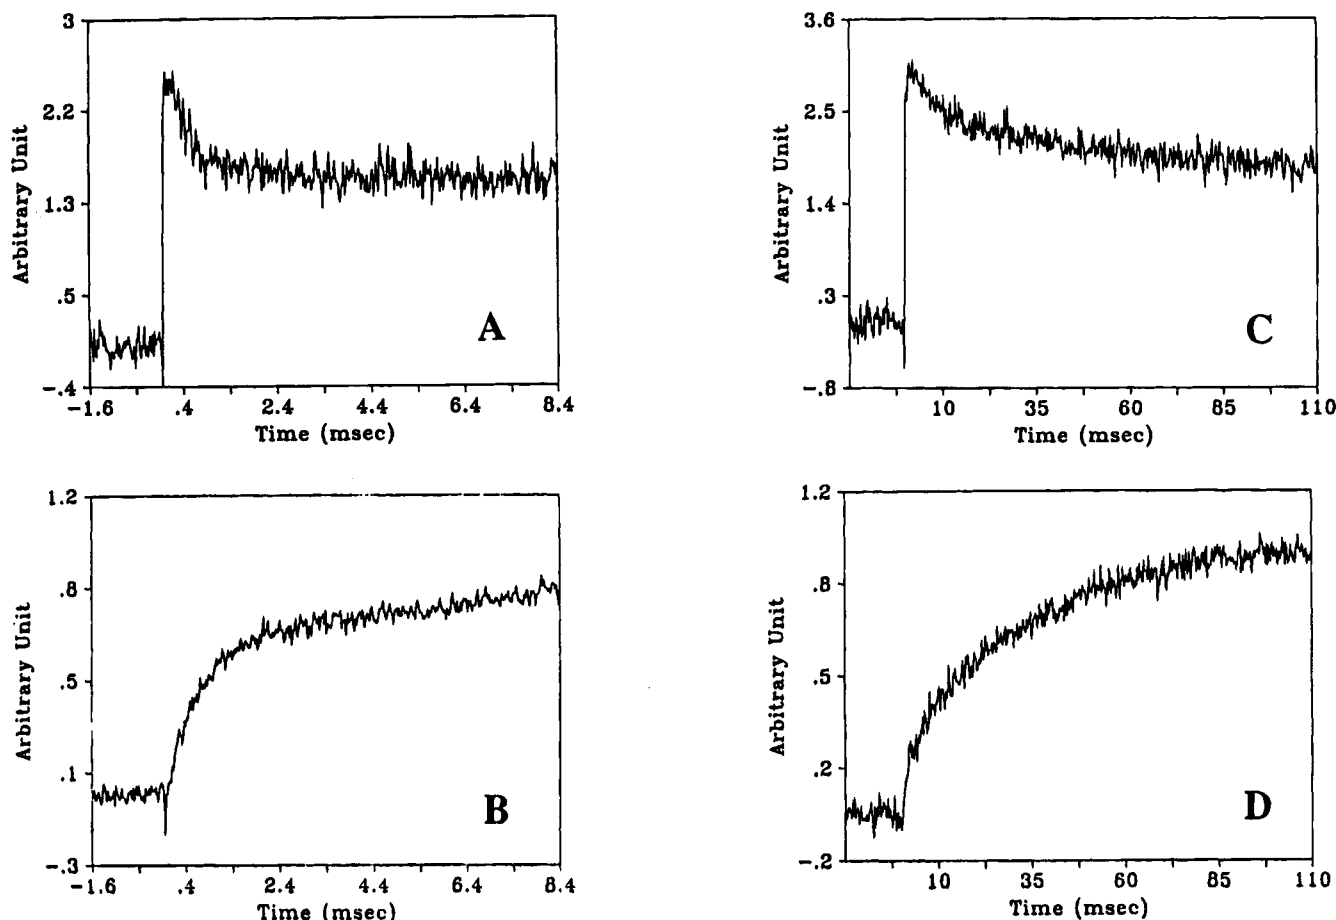 3
2.2
1.3
.5
-.4
Arbitrary Unit
A
-1.6 .4 2.4 4.4 6.4 8.4
Time (msec)
3.6
2.5
1.4
.3
-.8
Arbitrary Unit
C
10 35 60 85 110
Time (msec)
1.2
.8
.5
.1
-.3
Arbitrary Unit
B
-1.6 .4 2.4 4.4 6.4 8.4
Time (msec)
1.2
.8
.5
.2
-.2
Arbitrary Unit
D
10 35 60 85 110
Time (msec)